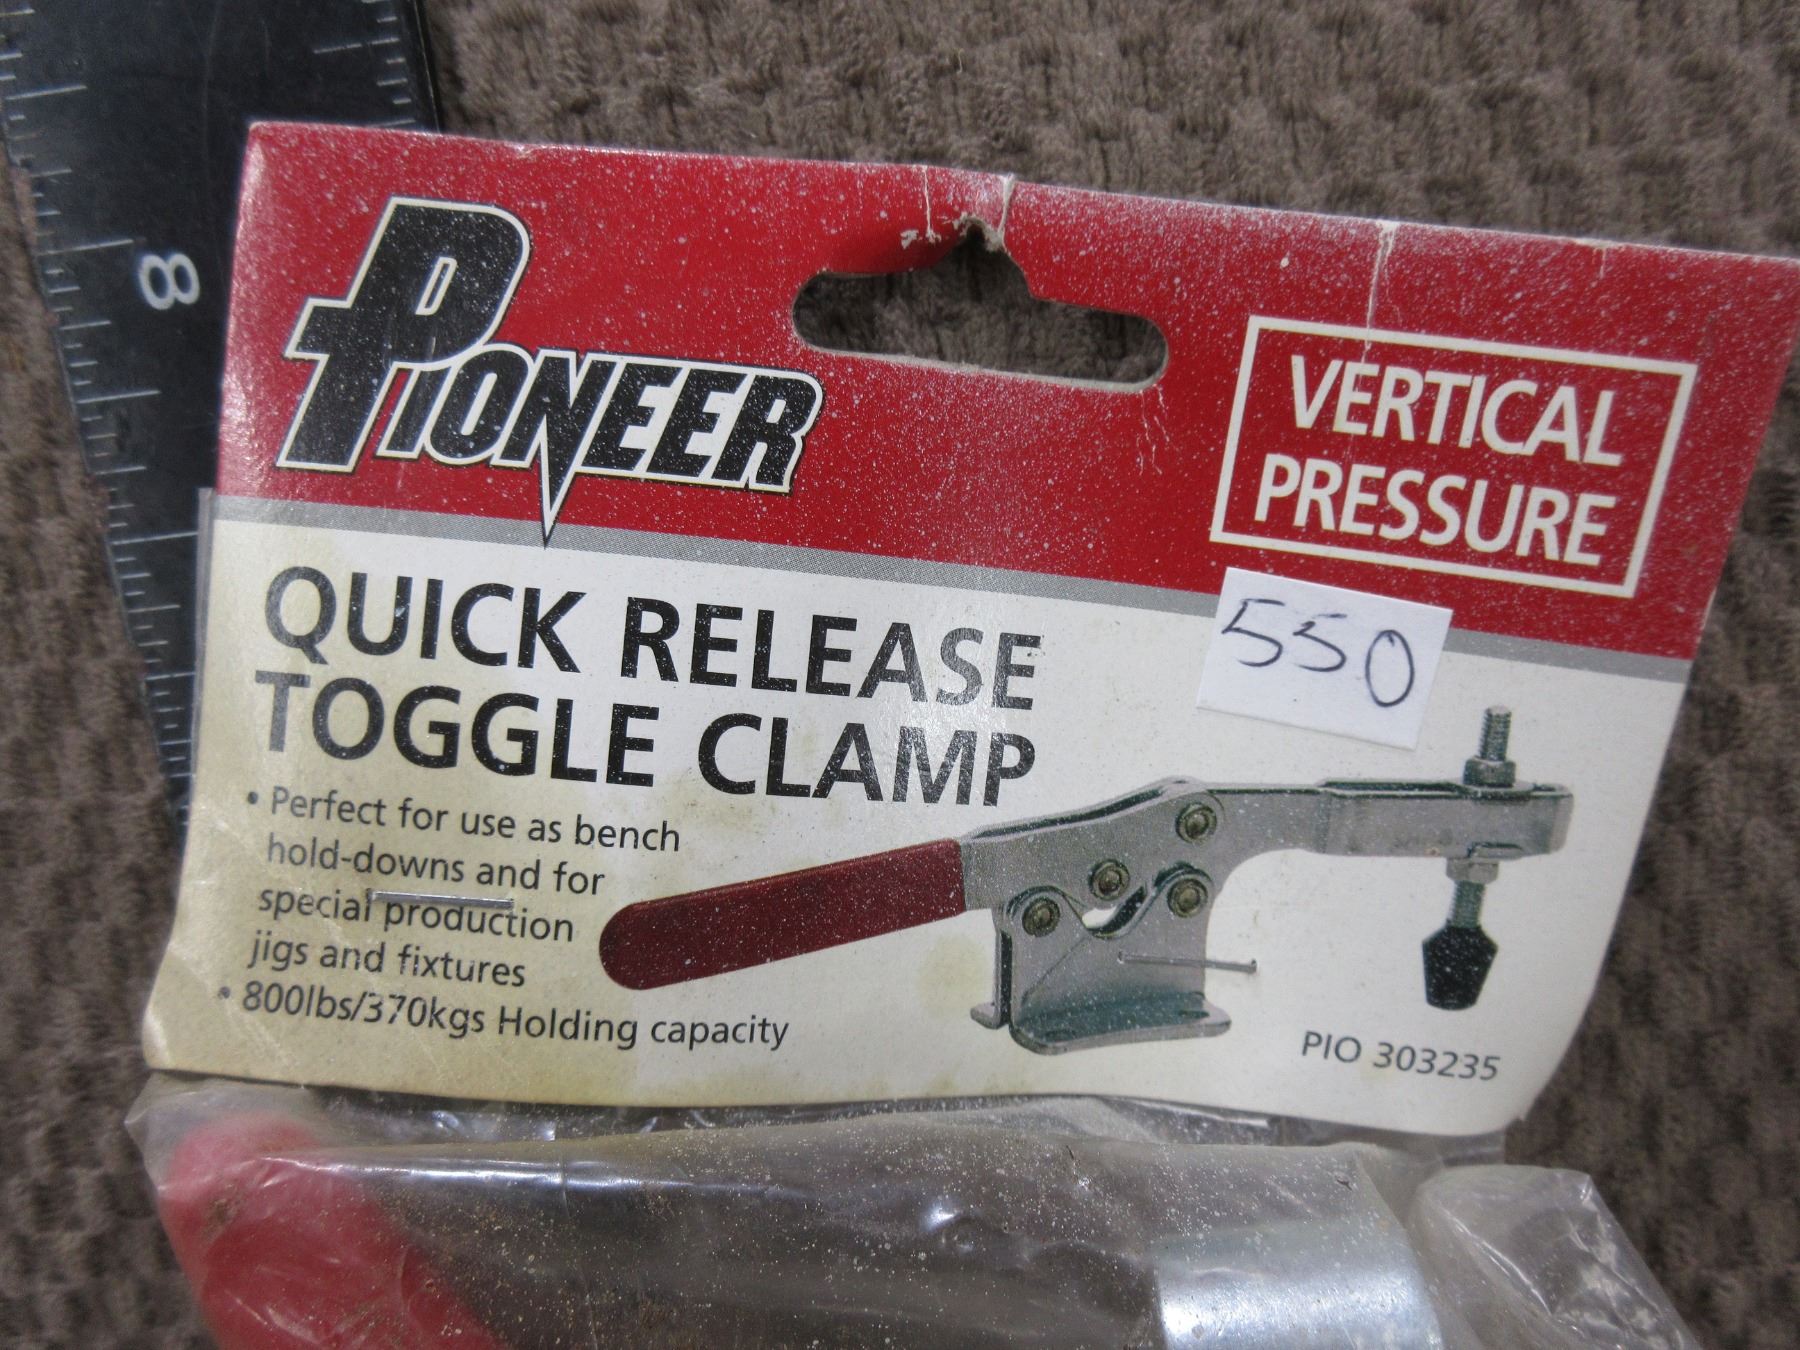 8
PIONEER
VERTICAL
PRESSURE
550
QUICK RELEASE
TOGGLE CLAMP
• Perfect for use as bench
hold-downs and for
special production
jigs and fixtures
• 800lbs/370kgs Holding capacity
PIO 303235